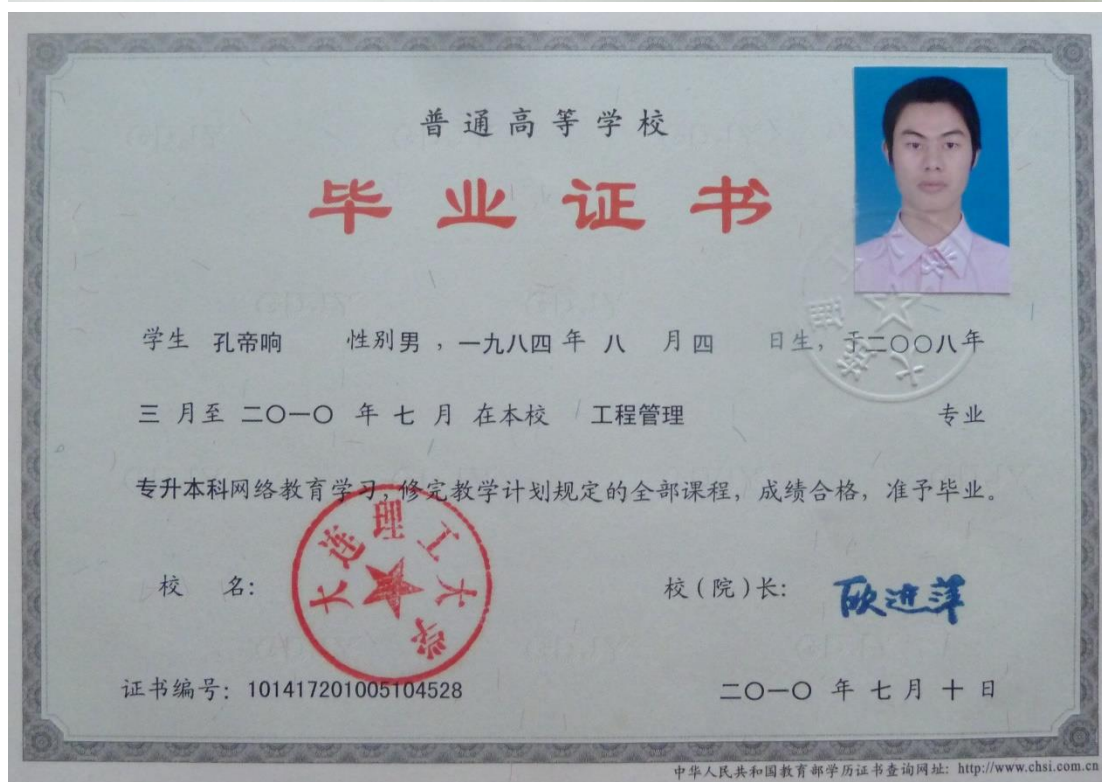 普通高等学校
毕业证书
学生 孔帝响 性别男，一九八四年 八 月四 日生，于二〇〇八年
三 月至 二〇一〇 年 七 月 在本校 工程管理 专业
专升本科网络教育学习，修完教学计划规定的全部课程，成绩合格，准予毕业。
校 名：
大连理工大学
校（院）长： 欧进萍
证书编号：101417201005104528
二〇一〇 年 七 月 十 日
中华人民共和国教育部学历证书查询网址：http://www.chsi.com.cn